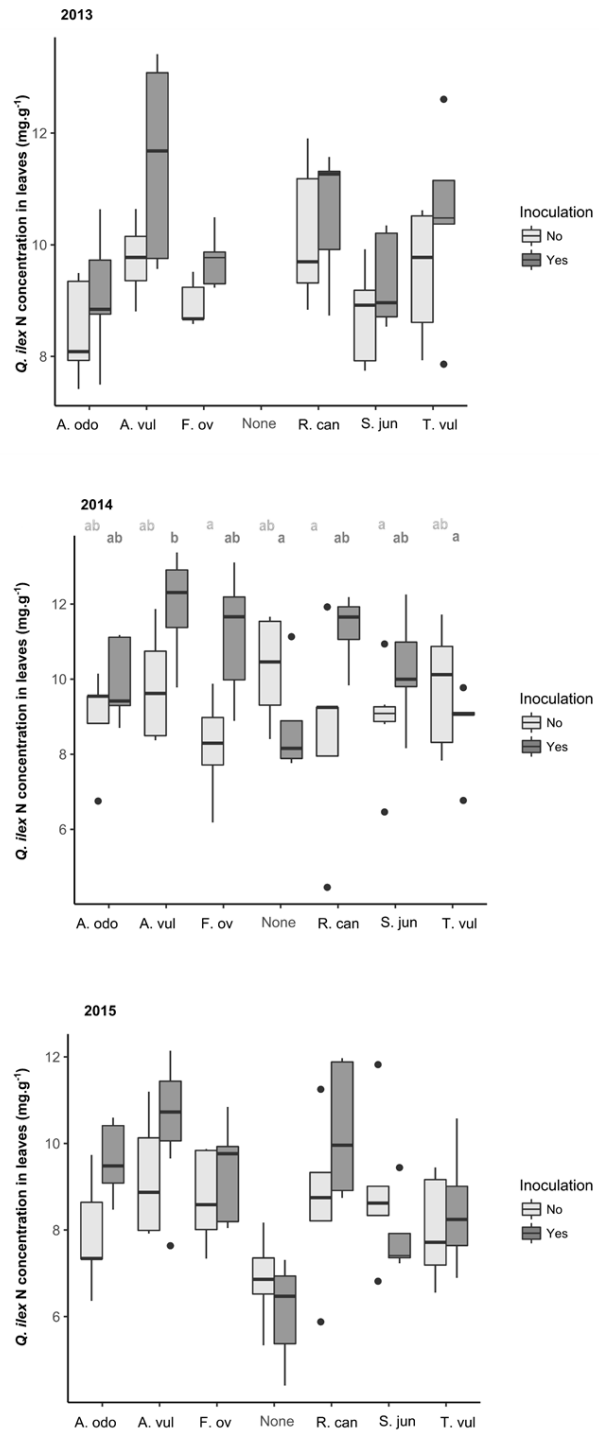 2013
Q. ilex N concentration in leaves (mg.g-1)
12
10
8
A. odo A. vul F. ov None R. can S. jun T. vul
Inoculation
No
Yes
2014
ab ab a ab a a ab
ab b ab a ab ab a
Q. ilex N concentration in leaves (mg.g-1)
12
10
8
6
A. odo A. vul F. ov None R. can S. jun T. vul
Inoculation
No
Yes
2015
Q. ilex N concentration in leaves (mg.g-1)
12
10
8
6
A. odo A. vul F. ov None R. can S. jun T. vul
Inoculation
No
Yes